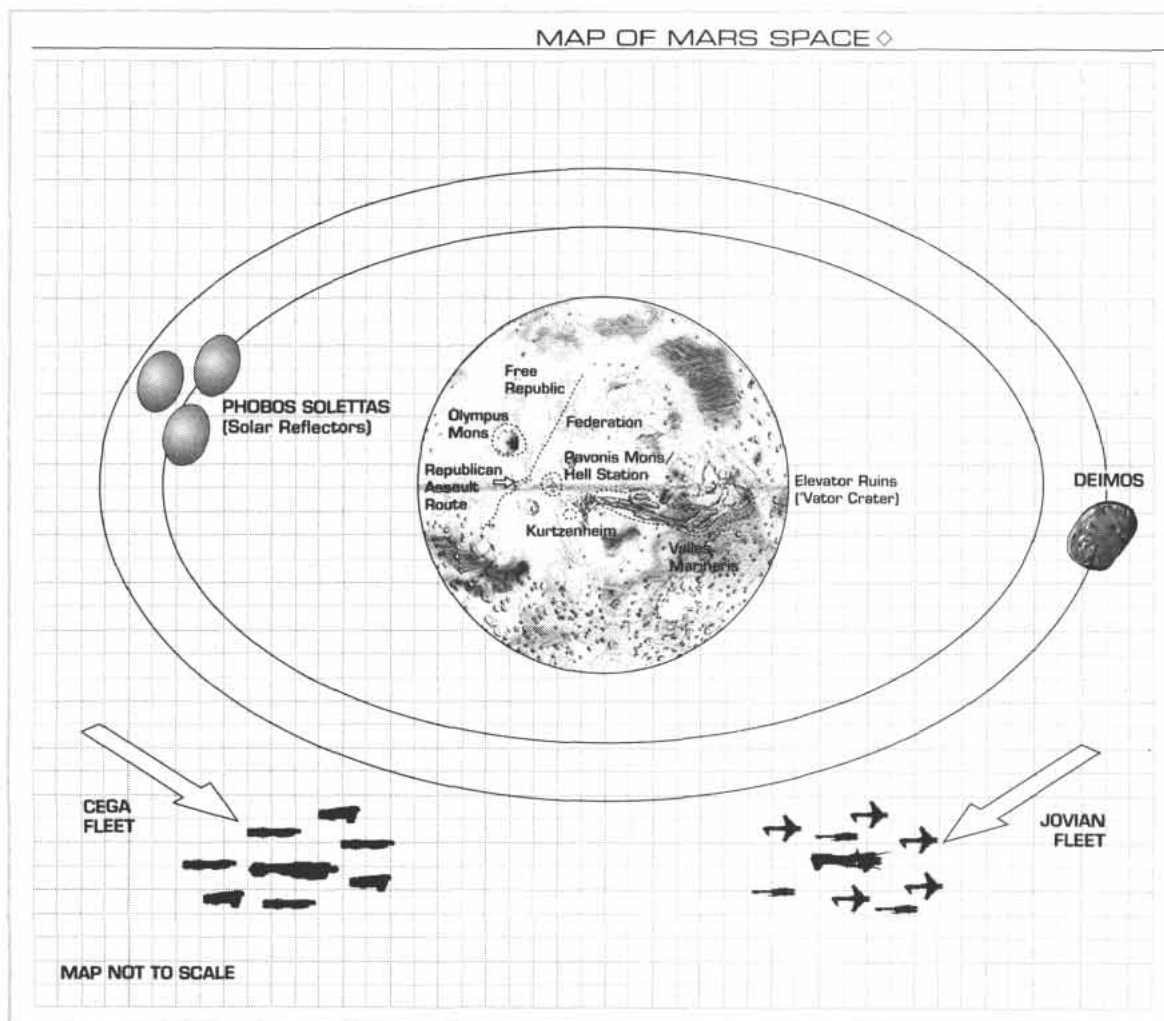 MAP OF MARS SPACE ◇
PHOBOS SOLETTAS
(Solar Reflectors)
Free
Republic
Olympus
Mons
Federation
Republican
Assault
Route
Pavonis Mons/
Hell Station
Kurtzenheim
Valles
Marineris
Elevator Ruins
('Vator Crater)
DEIMOS
CEGA
FLEET
JOVIAN
FLEET
MAP NOT TO SCALE